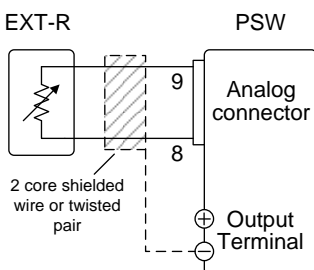 EXT-R
PSW
9
Analog
connector
8
2 core shielded
wire or twisted
pair
+
Output
Terminal
-